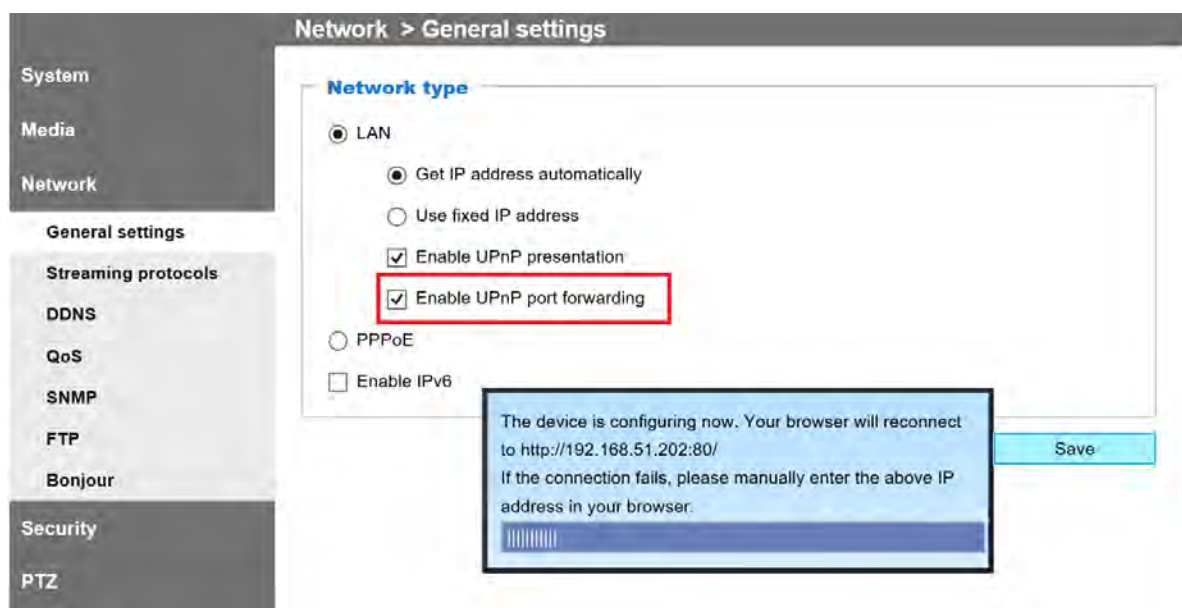 Network > General settings
System
Media
Network
General settings
Streaming protocols
DDNS
QoS
SNMP
FTP
Bonjour
Security
PTZ
Network type
LAN
Get IP address automatically
Use fixed IP address
Enable UPnP presentation
Enable UPnP port forwarding
PPPoE
Enable IPv6
The device is configuring now. Your browser will reconnect
to http://192.168.51.202:80/
If the connection fails, please manually enter the above IP
address in your browser.
Save